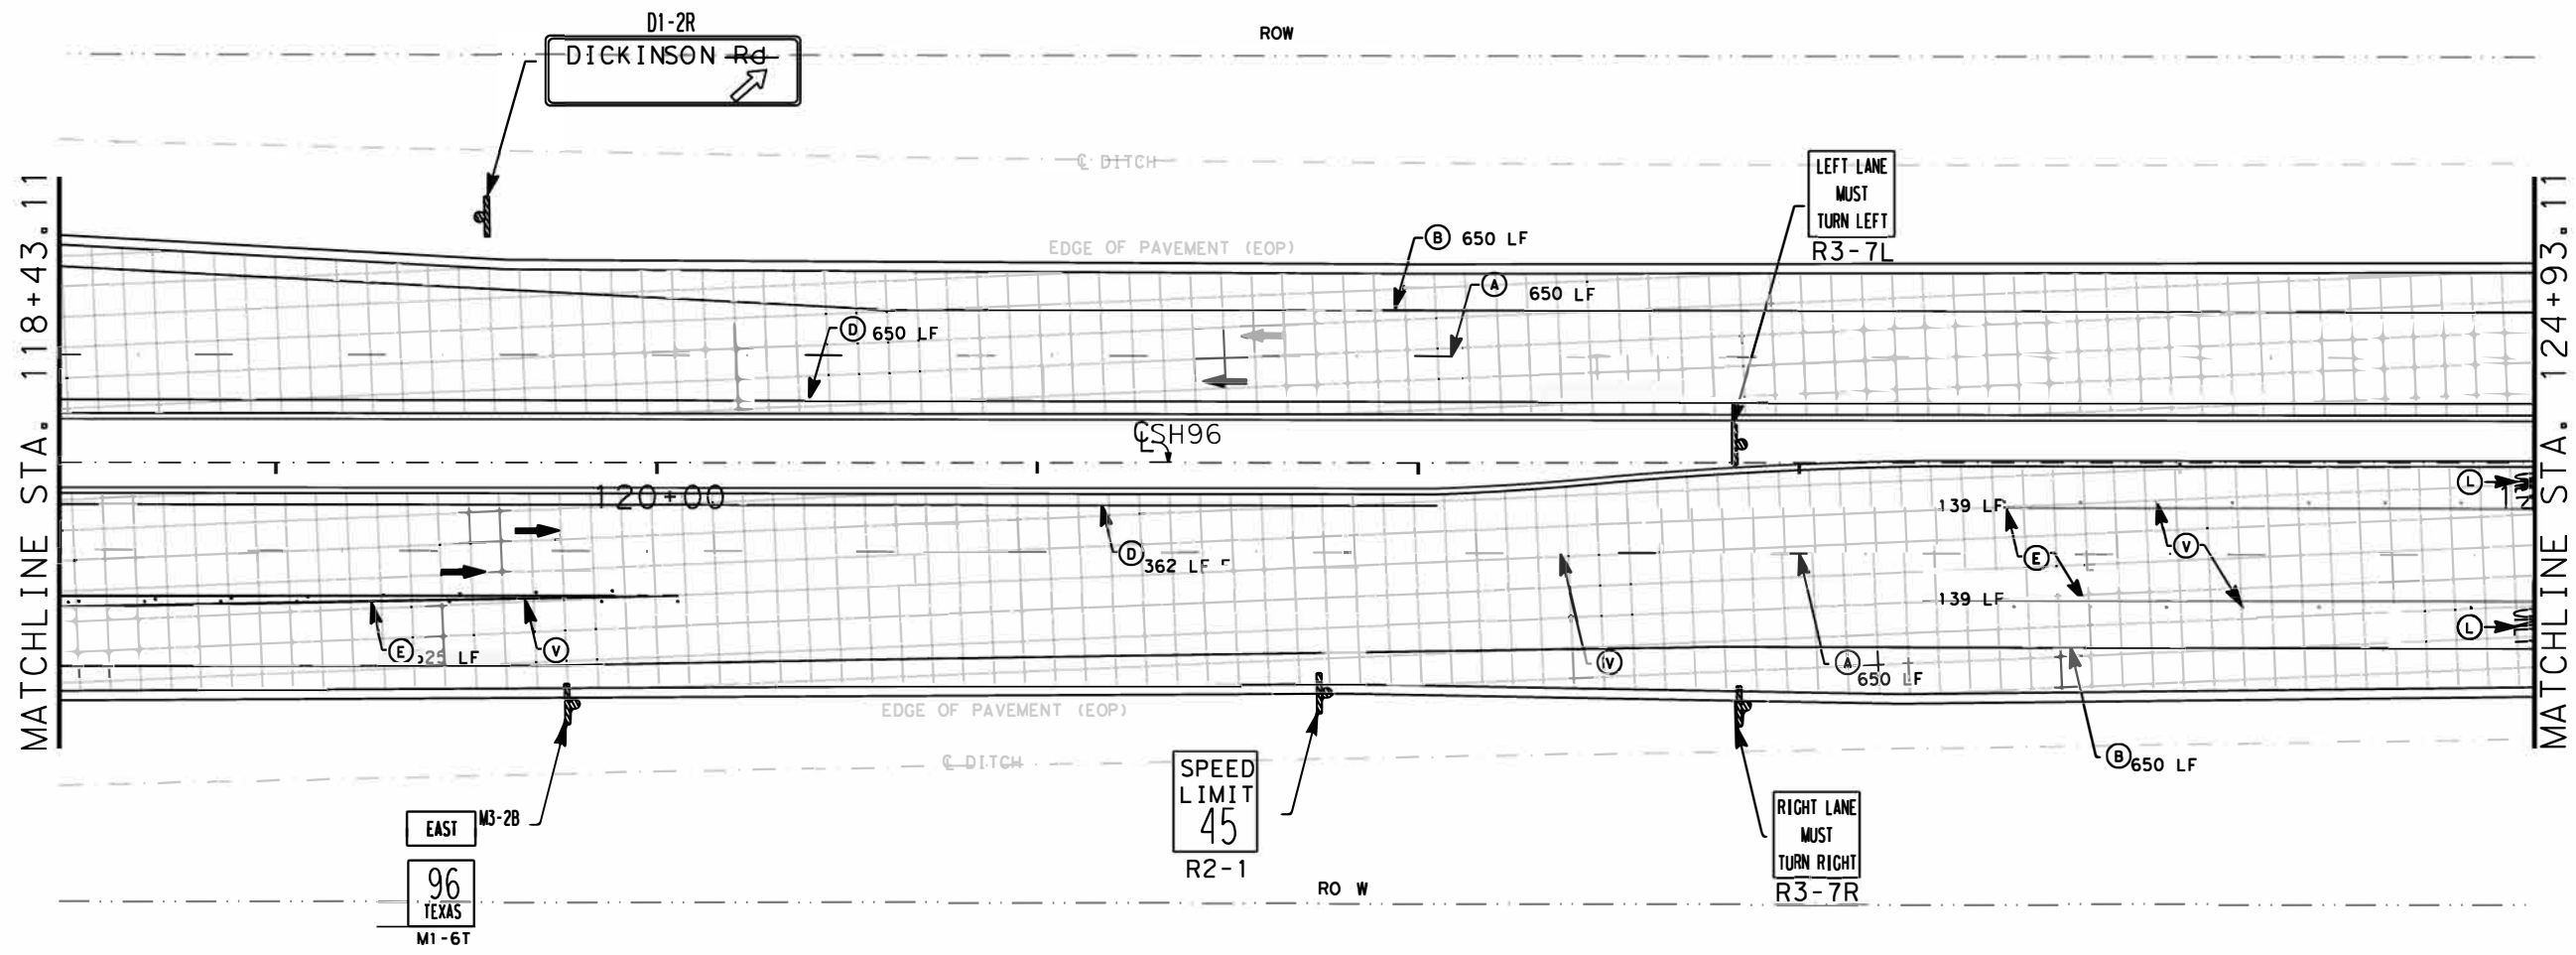 D1-2R
DICKINSON Rd
ROW
℄ DITCH
EDGE OF PAVEMENT (EOP)
B 650 LF
A 650 LF
D 650 LF
LEFT LANE
MUST
TURN LEFT
R3-7L
MATCHLINE STA. 118+43.11
MATCHLINE STA. 124+93.11
℄SH96
120+00
D 362 LF
139 LF
E
V
139 LF
L
L
E LF
V
V
A
650 LF
B 650 LF
EDGE OF PAVEMENT (EOP)
℄ DITCH
EAST
M3-2B
96
TEXAS
M1-6T
SPEED
LIMIT
45
R2-1
RIGHT LANE
MUST
TURN RIGHT
R3-7R
RO W